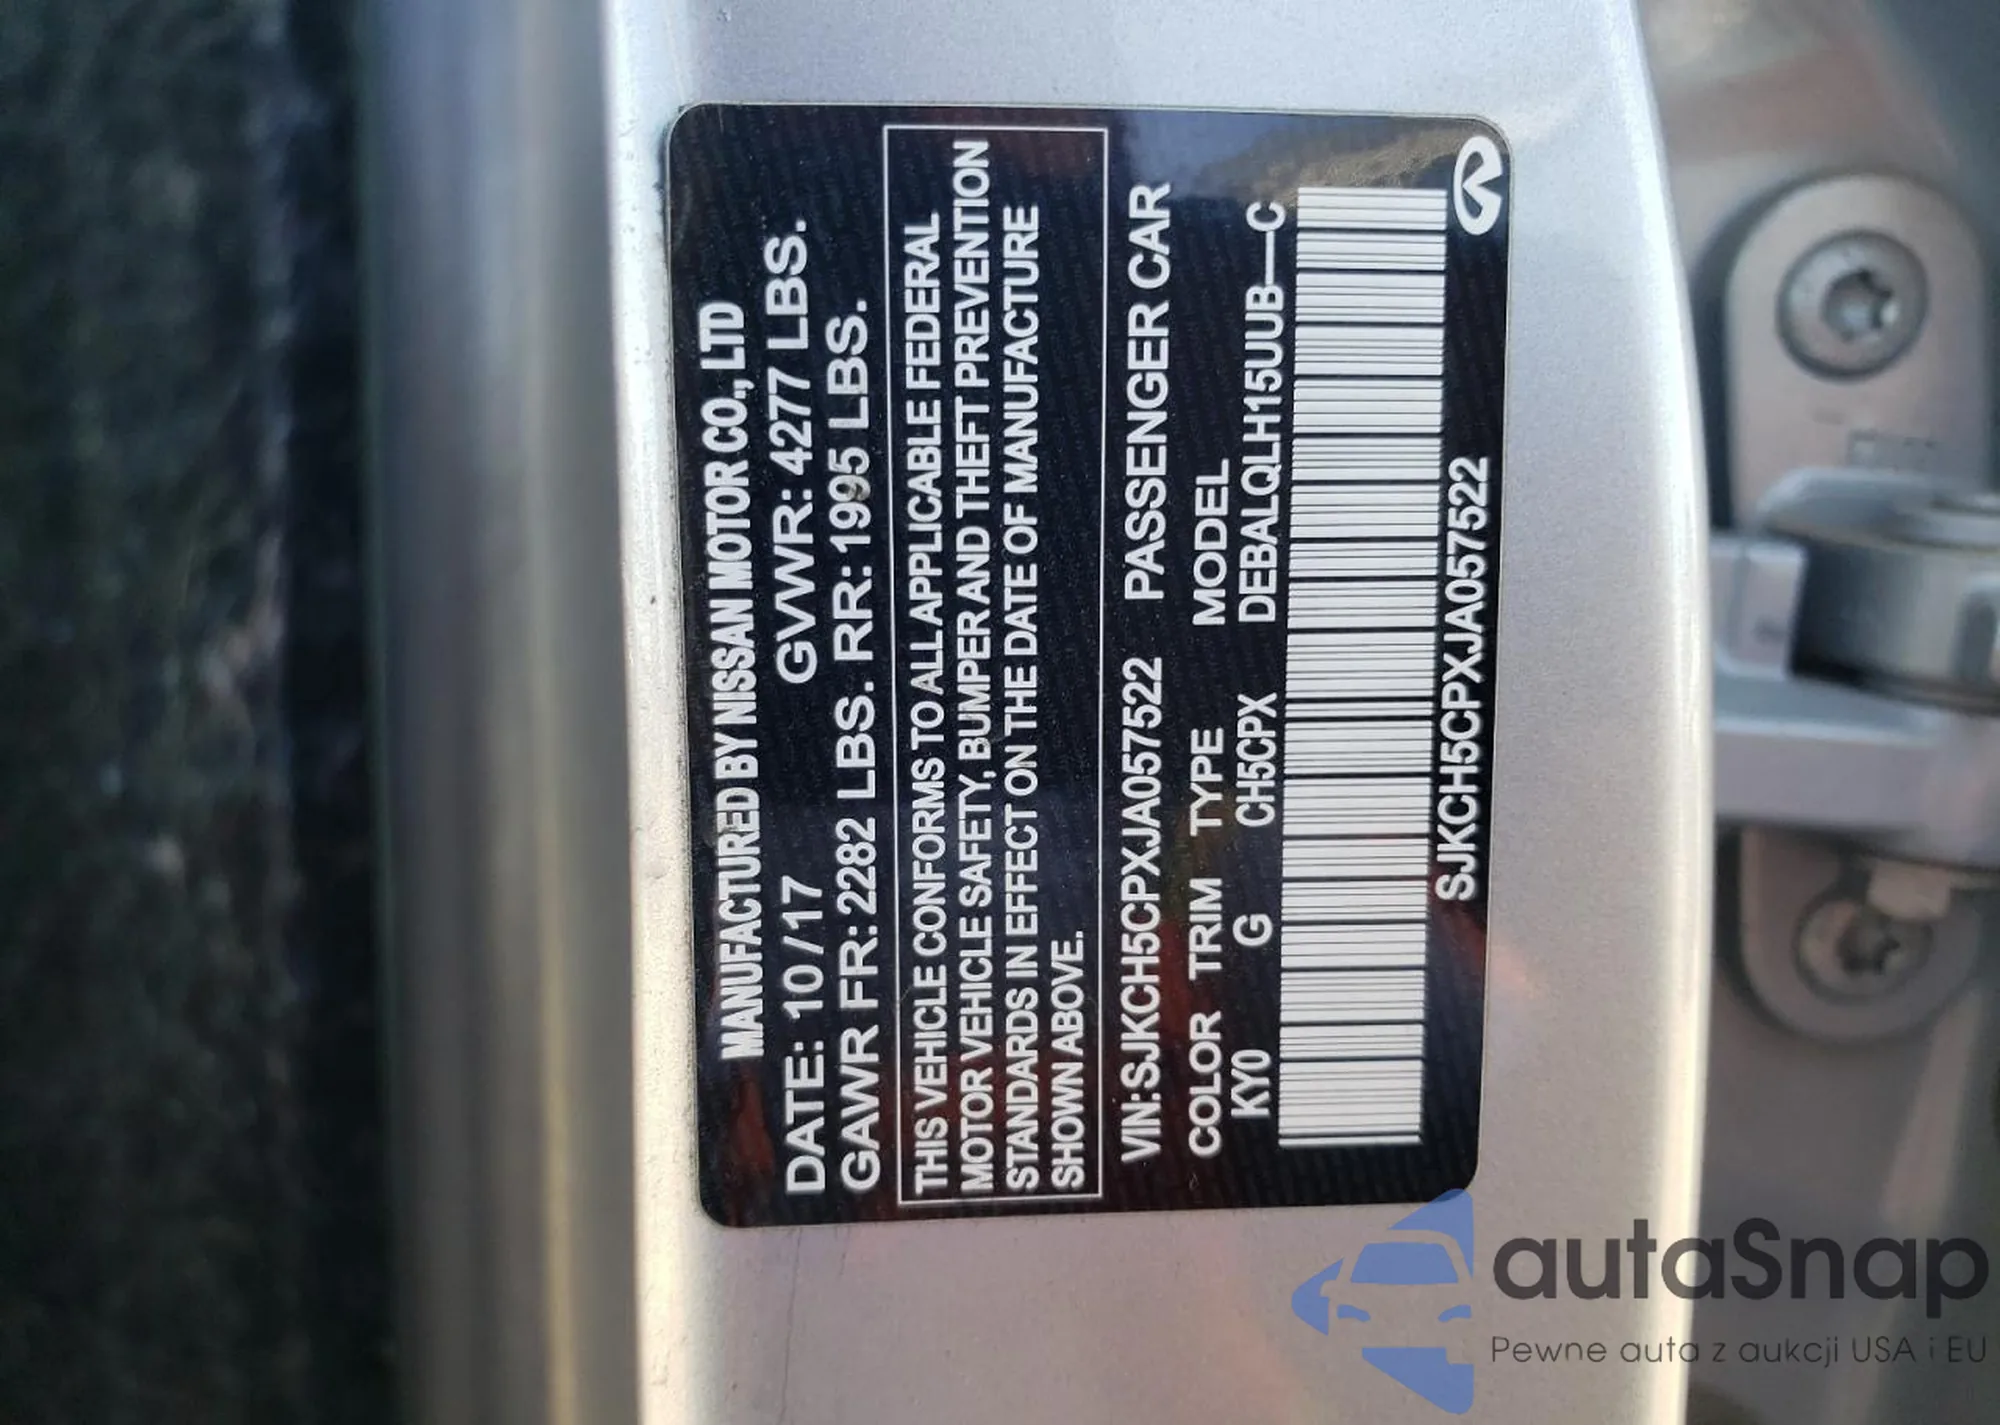 MANUFACTURED BY NISSAN MOTOR CO., LTD
DATE: 10/17 GVWR: 4277 LBS.
GAWR FR: 2282 LBS. RR: 1995 LBS.
THIS VEHICLE CONFORMS TO ALL APPLICABLE FEDERAL
MOTOR VEHICLE SAFETY, BUMPER AND THEFT PREVENTION
STANDARDS IN EFFECT ON THE DATE OF MANUFACTURE
SHOWN ABOVE.
VIN:SJKCH5CPXJA057522 PASSENGER CAR
COLOR TRIM TYPE MODEL
KY0 G CH5CPX DEBALQLH15UUB—C
SJKCH5CPXJA057522
autaSnap
Pewne auta z aukcji USA i EU